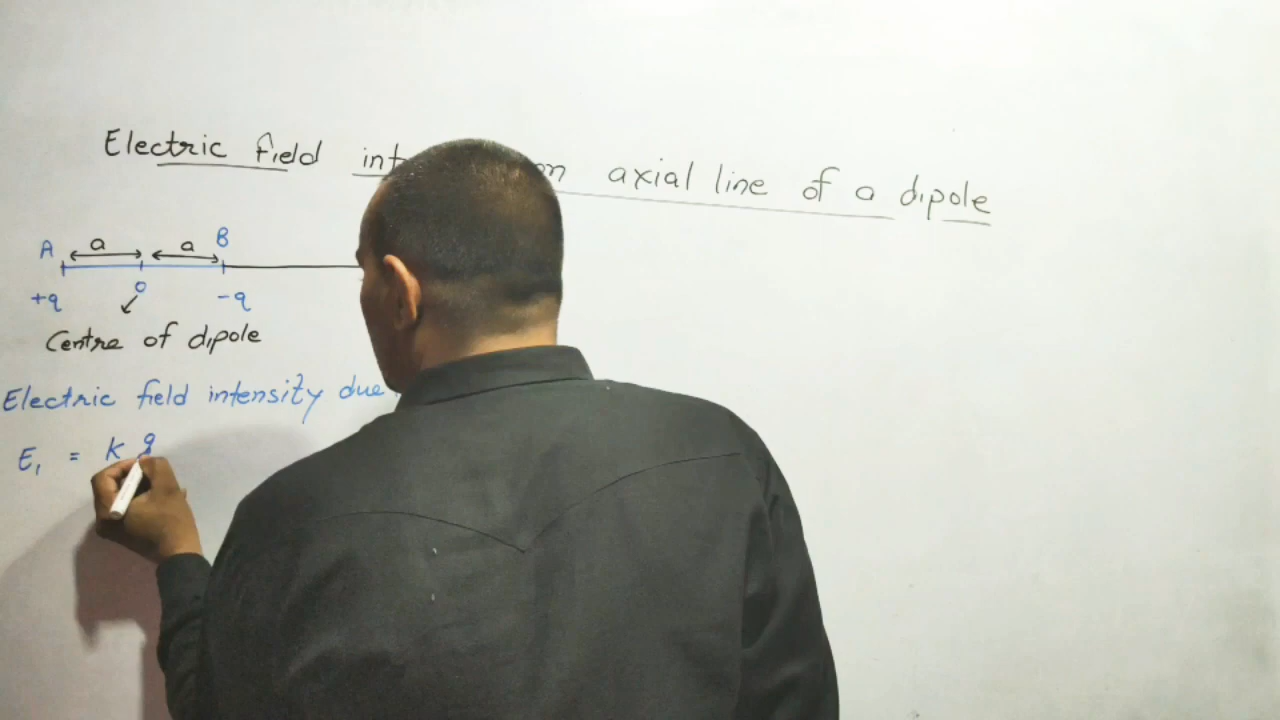 Electric field int on axial line of a dipole
A a a B
+q o -q
Centre of dipole
Electric field intensity due
E₁ = K q